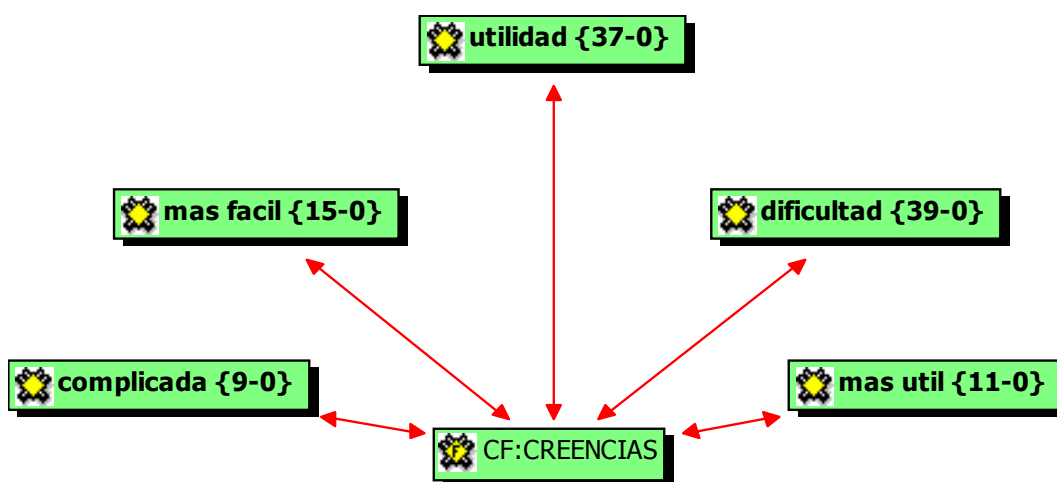 utilidad {37-0}
mas facil {15-0}
dificultad {39-0}
complicada {9-0}
mas util {11-0}
CF:CREENCIAS